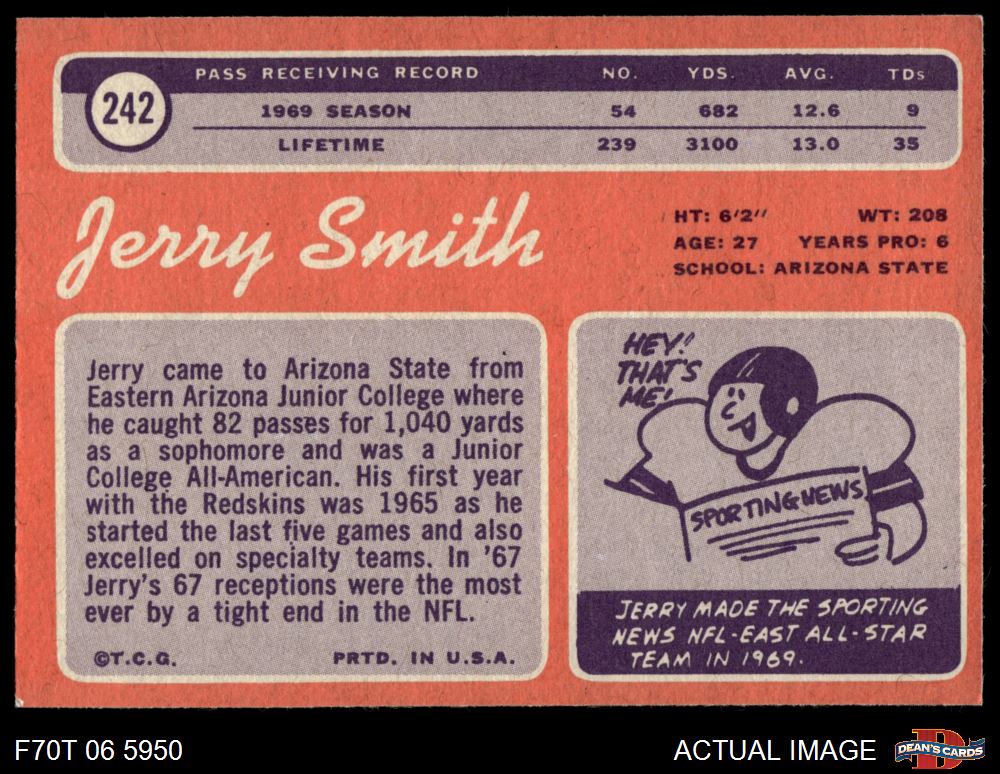 242
PASS RECEIVING RECORD NO. YDS. AVG. TDs
1969 SEASON 54 682 12.6 9
LIFETIME 239 3100 13.0 35
Jerry Smith
HT: 6'2" WT: 208
AGE: 27 YEARS PRO: 6
SCHOOL: ARIZONA STATE
Jerry came to Arizona State from
Eastern Arizona Junior College where
he caught 82 passes for 1,040 yards
as a sophomore and was a Junior
College All-American. His first year
with the Redskins was 1965 as he
started the last five games and also
excelled on specialty teams. In '67
Jerry's 67 receptions were the most
ever by a tight end in the NFL.
©T.C.G. PRTD. IN U.S.A.
HEY!
THAT'S
ME!
SPORTING NEWS
JERRY MADE THE SPORTING
NEWS NFL-EAST ALL-STAR
TEAM IN 1969.
F70T 06 5950 ACTUAL IMAGE
D
DEAN'S CARDS